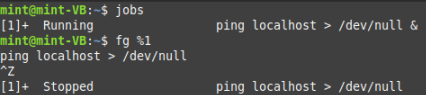 mint@mint-VB:~$ jobs
[1]+  Running                 ping localhost > /dev/null &
mint@mint-VB:~$ fg %1
ping localhost > /dev/null
^Z
[1]+  Stopped                 ping localhost > /dev/null